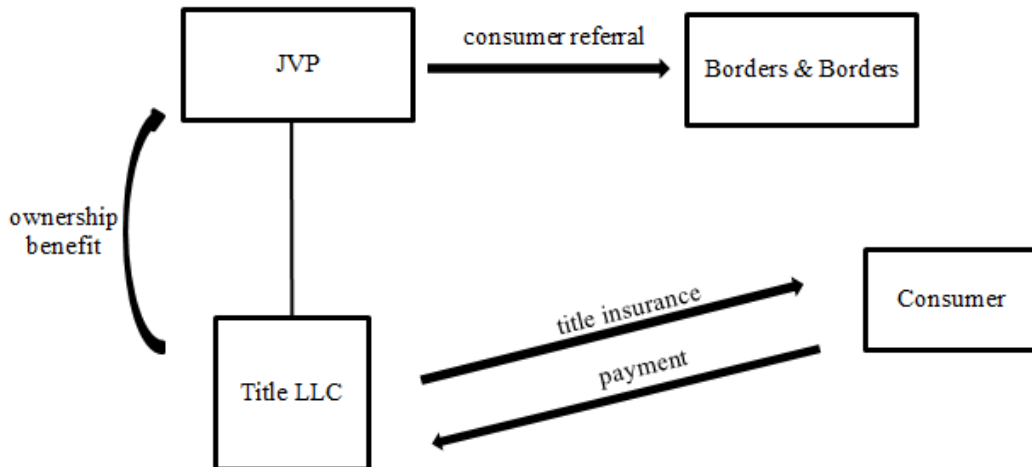 consumer referral
JVP
Borders & Borders
ownership
benefit
title insurance
Consumer
payment
Title LLC